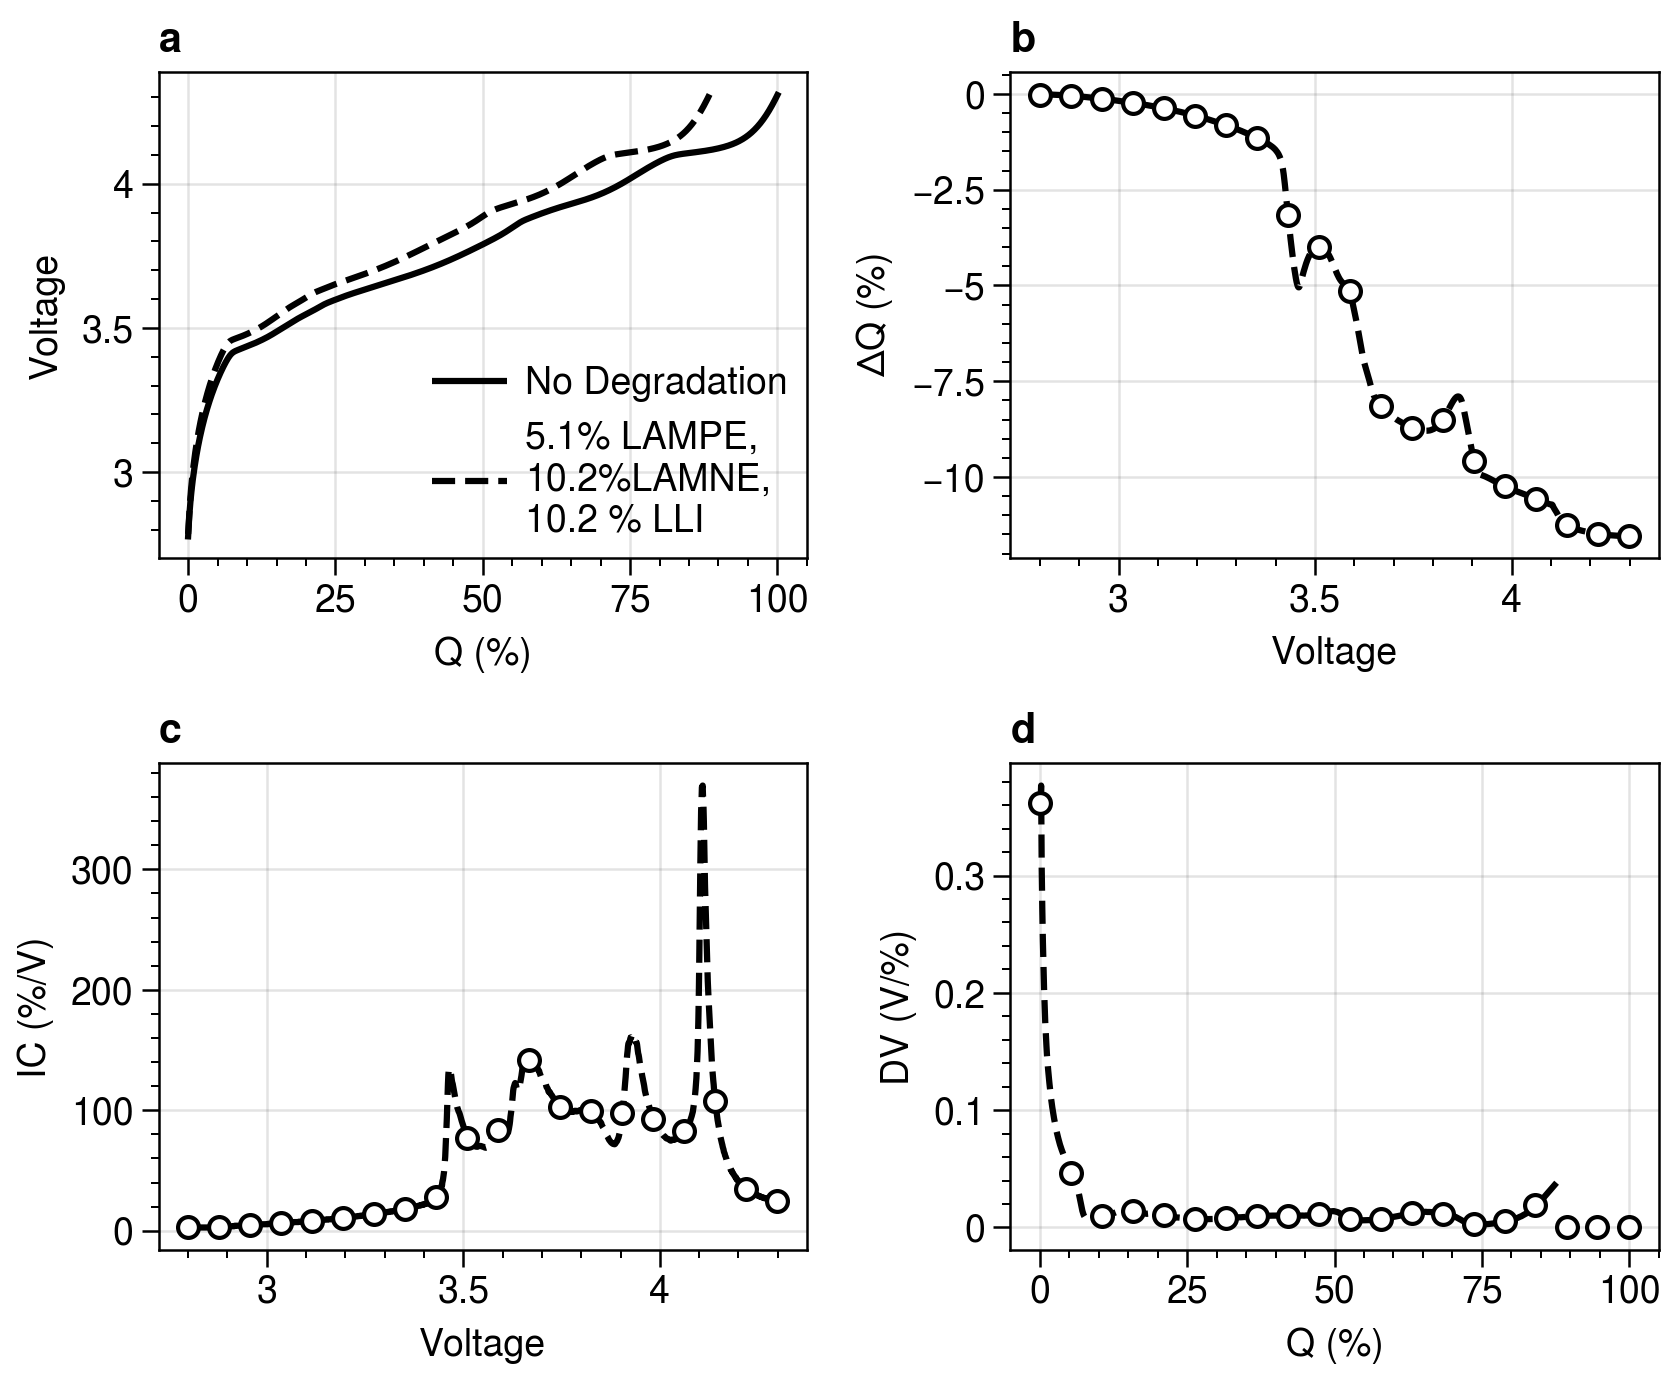 a
4
3.5
3
Voltage
No Degradation
5.1% LAMPE,
10.2%LAMNE,
10.2 % LLI
0 25 50 75 100
Q (%)
b
0
−2.5
−5
−7.5
−10
ΔQ (%)
3 3.5 4
Voltage
c
300
200
100
0
IC (%/V)
3 3.5 4
Voltage
d
0.3
0.2
0.1
0
DV (V/%)
0 25 50 75 100
Q (%)